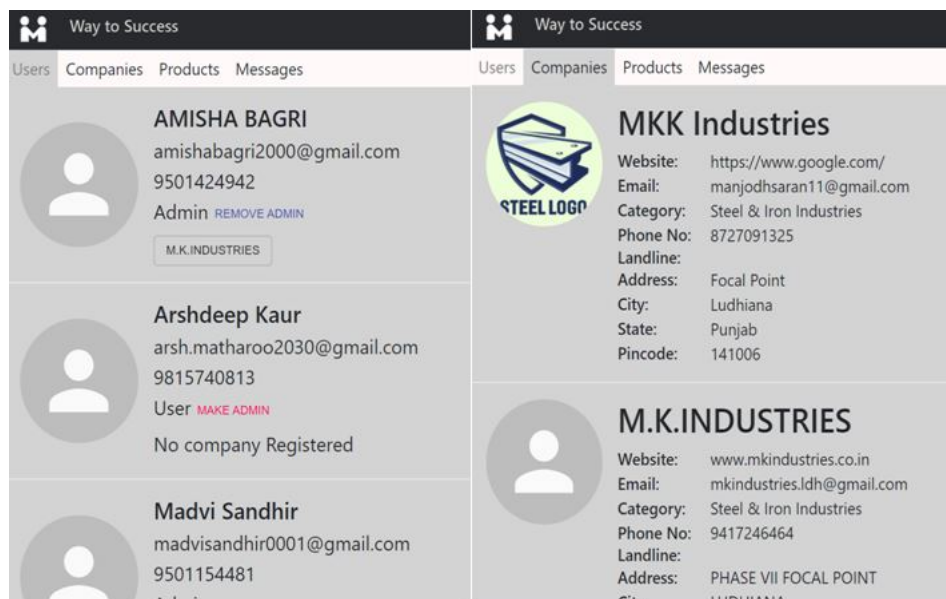 Way to Success
Users Companies Products Messages
AMISHA BAGRI
amishabagri2000@gmail.com
9501424942
Admin REMOVE ADMIN
M.K.INDUSTRIES
Arshdeep Kaur
arsh.matharoo2030@gmail.com
9815740813
User MAKE ADMIN
No company Registered
Madvi Sandhir
madvisandhir0001@gmail.com
9501154481
Way to Success
Users Companies Products Messages
STEEL LOGO
MKK Industries
Website: https://www.google.com/
Email: manjodhsaran11@gmail.com
Category: Steel & Iron Industries
Phone No: 8727091325
Landline:
Address: Focal Point
City: Ludhiana
State: Punjab
Pincode: 141006
M.K.INDUSTRIES
Website: www.mkindustries.co.in
Email: mkindustries.ldh@gmail.com
Category: Steel & Iron Industries
Phone No: 9417246464
Landline:
Address: PHASE VII FOCAL POINT